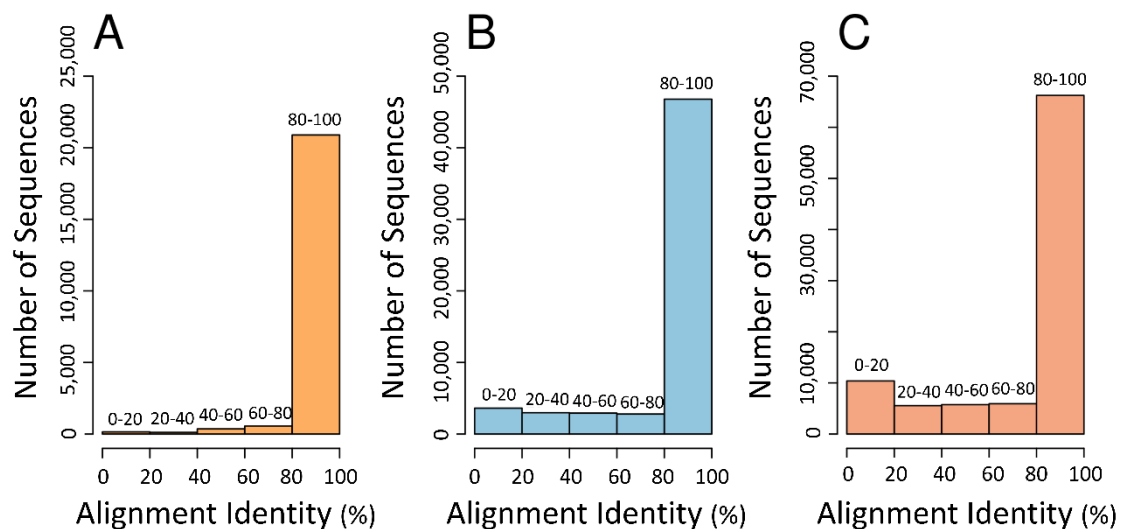 A
Number of Sequences
25,000
20,000
15,000
10,000
5,000
0
0-20 20-40 40-60 60-80 80-100
0 20 40 60 80 100
Alignment Identity (%)
B
Number of Sequences
50,000
40,000
30,000
20,000
10,000
0
0-20 20-40 40-60 60-80 80-100
0 20 40 60 80 100
Alignment Identity (%)
C
Number of Sequences
70,000
50,000
30,000
10,000
0
0-20 20-40 40-60 60-80 80-100
0 20 40 60 80 100
Alignment Identity (%)